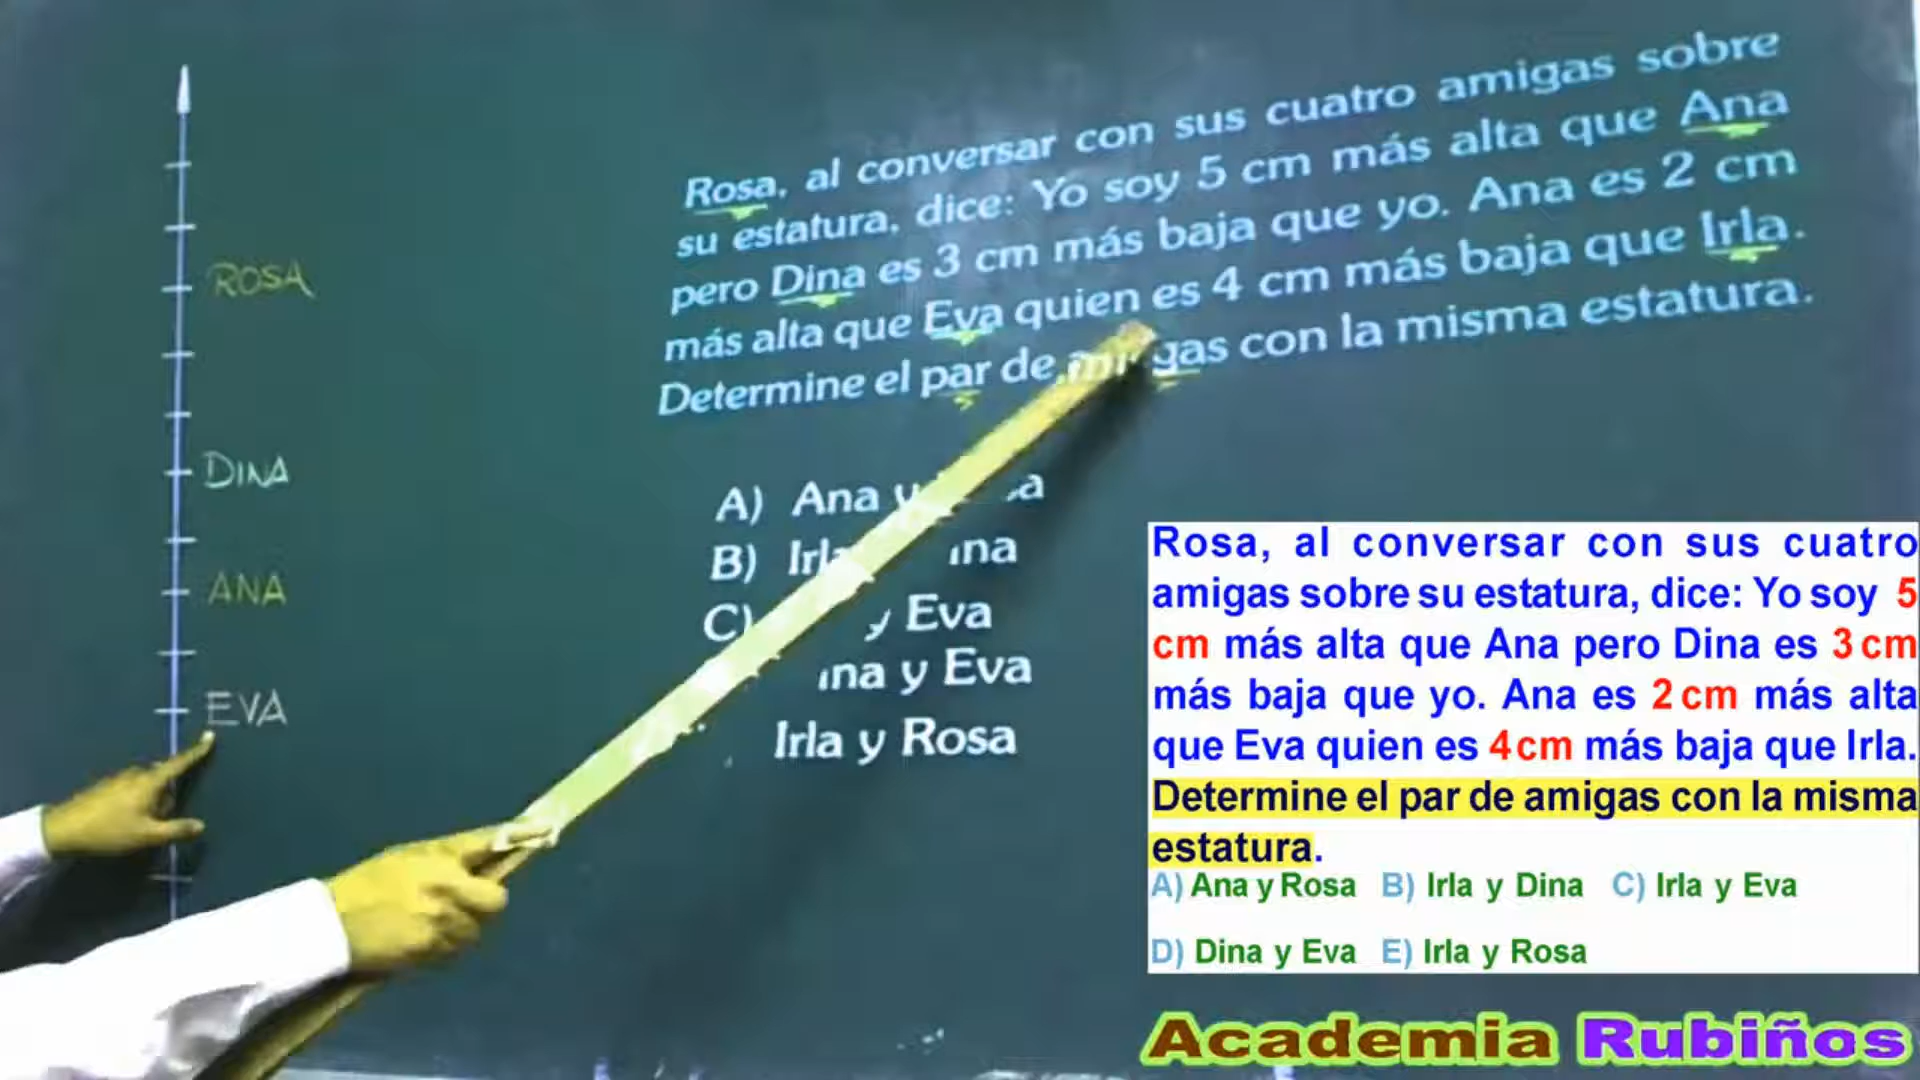 Rosa, al conversar con sus cuatro amigas sobre
su estatura, dice: Yo soy 5 cm más alta que Ana
pero Dina es 3 cm más baja que yo. Ana es 2 cm
más alta que Eva quien es 4 cm más baja que Irla.
Determine el par de con la misma estatura.
A) Ana y
B)
C) y Eva
y Eva
Irla y Rosa
ROSA
DINA
ANA
EVA
Rosa, al conversar con sus cuatro
amigas sobre su estatura, dice: Yo soy 5
cm más alta que Ana pero Dina es 3 cm
más baja que yo. Ana es 2 cm más alta
que Eva quien es 4cm más baja que Irla.
Determine el par de amigas con la misma
estatura.
A) Ana y Rosa B) Irla y Dina C) Irla y Eva
D) Dina y Eva E) Irla y Rosa
Academia Rubiños